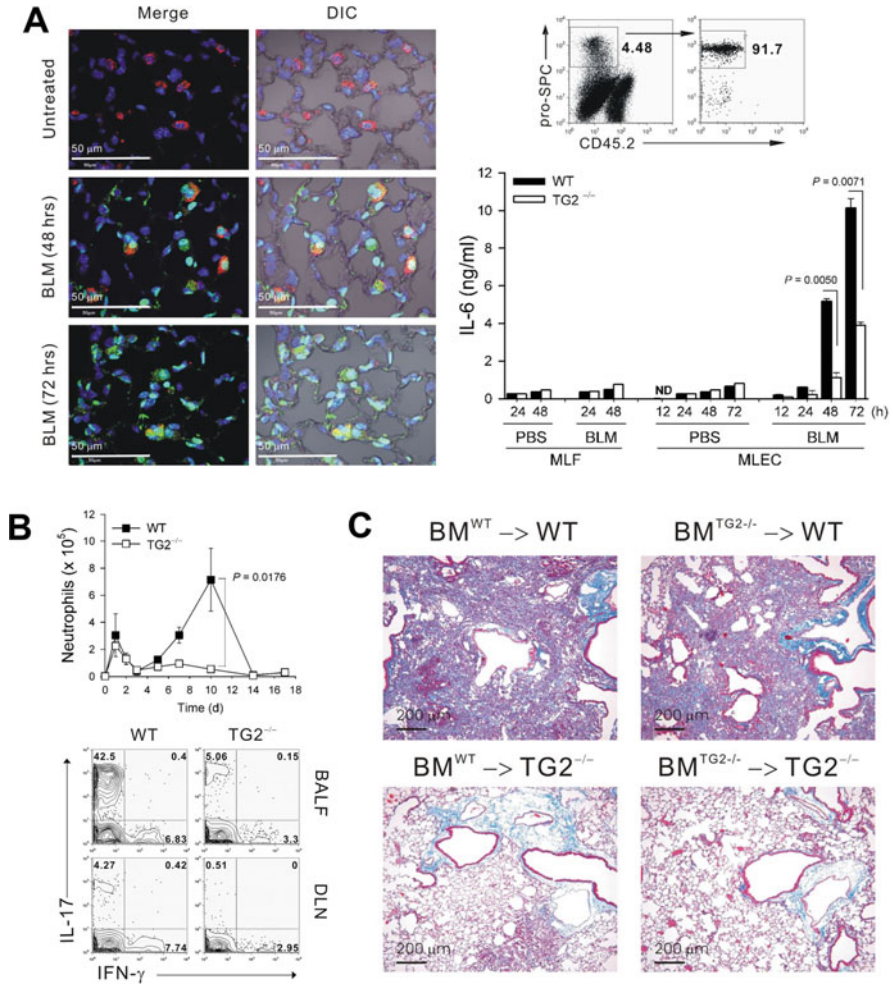 A
Merge
DIC
Untreated
50 μm
50 μm
BLM (48 hrs)
50 μm
50 μm
BLM (72 hrs)
50 μm
50 μm
pro-SPC
4.48
91.7
CD45.2
WT
TG2 −/−
P = 0.0071
P = 0.0050
IL-6 (ng/ml)
12
10
8
6
4
2
0
ND
24 48 24 48 12 24 48 72 12 24 48 72 (h)
PBS BLM PBS BLM
MLF MLEC
B
WT
TG2−/−
P = 0.0176
Neutrophils (x 10⁵)
12
10
8
6
4
2
0
0 2 4 6 8 10 12 14 16 18
Time (d)
WT TG2−/−
42.5 0.4 5.06 0.15
6.83 3.3
BALF
4.27 0.42 0.51 0
7.74 2.95
DLN
IL-17
IFN-γ
C
BMWT –> WT
BMTG2-/- –> WT
200 μm
200 μm
BMWT –> TG2−/−
BMTG2-/- –> TG2−/−
200 μm
200 μm